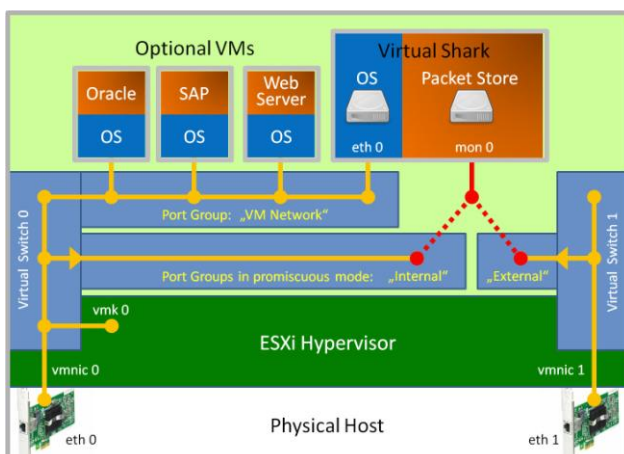 Optional VMs
Virtual Shark
Oracle
SAP
Web
Server
OS
OS
OS
OS
Packet Store
eth 0
mon 0
Port Group: „VM Network“
Virtual Switch 0
Virtual Switch 1
Port Groups in promiscuous mode: „Internal“
„External“
vmk 0
ESXi Hypervisor
vmnic 0
vmnic 1
Physical Host
eth 0
eth 1